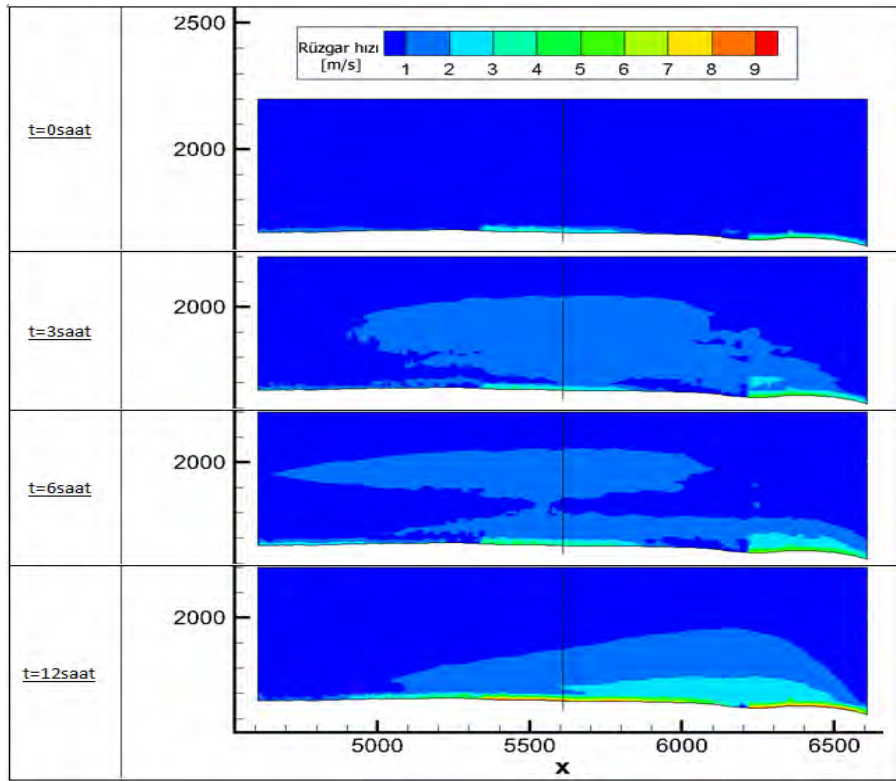 2500
Rüzgar hızı
[m/s]
1 2 3 4 5 6 7 8 9
t=0saat
2000
t=3saat
2000
t=6saat
2000
t=12saat
2000
5000 5500 6000 6500
x